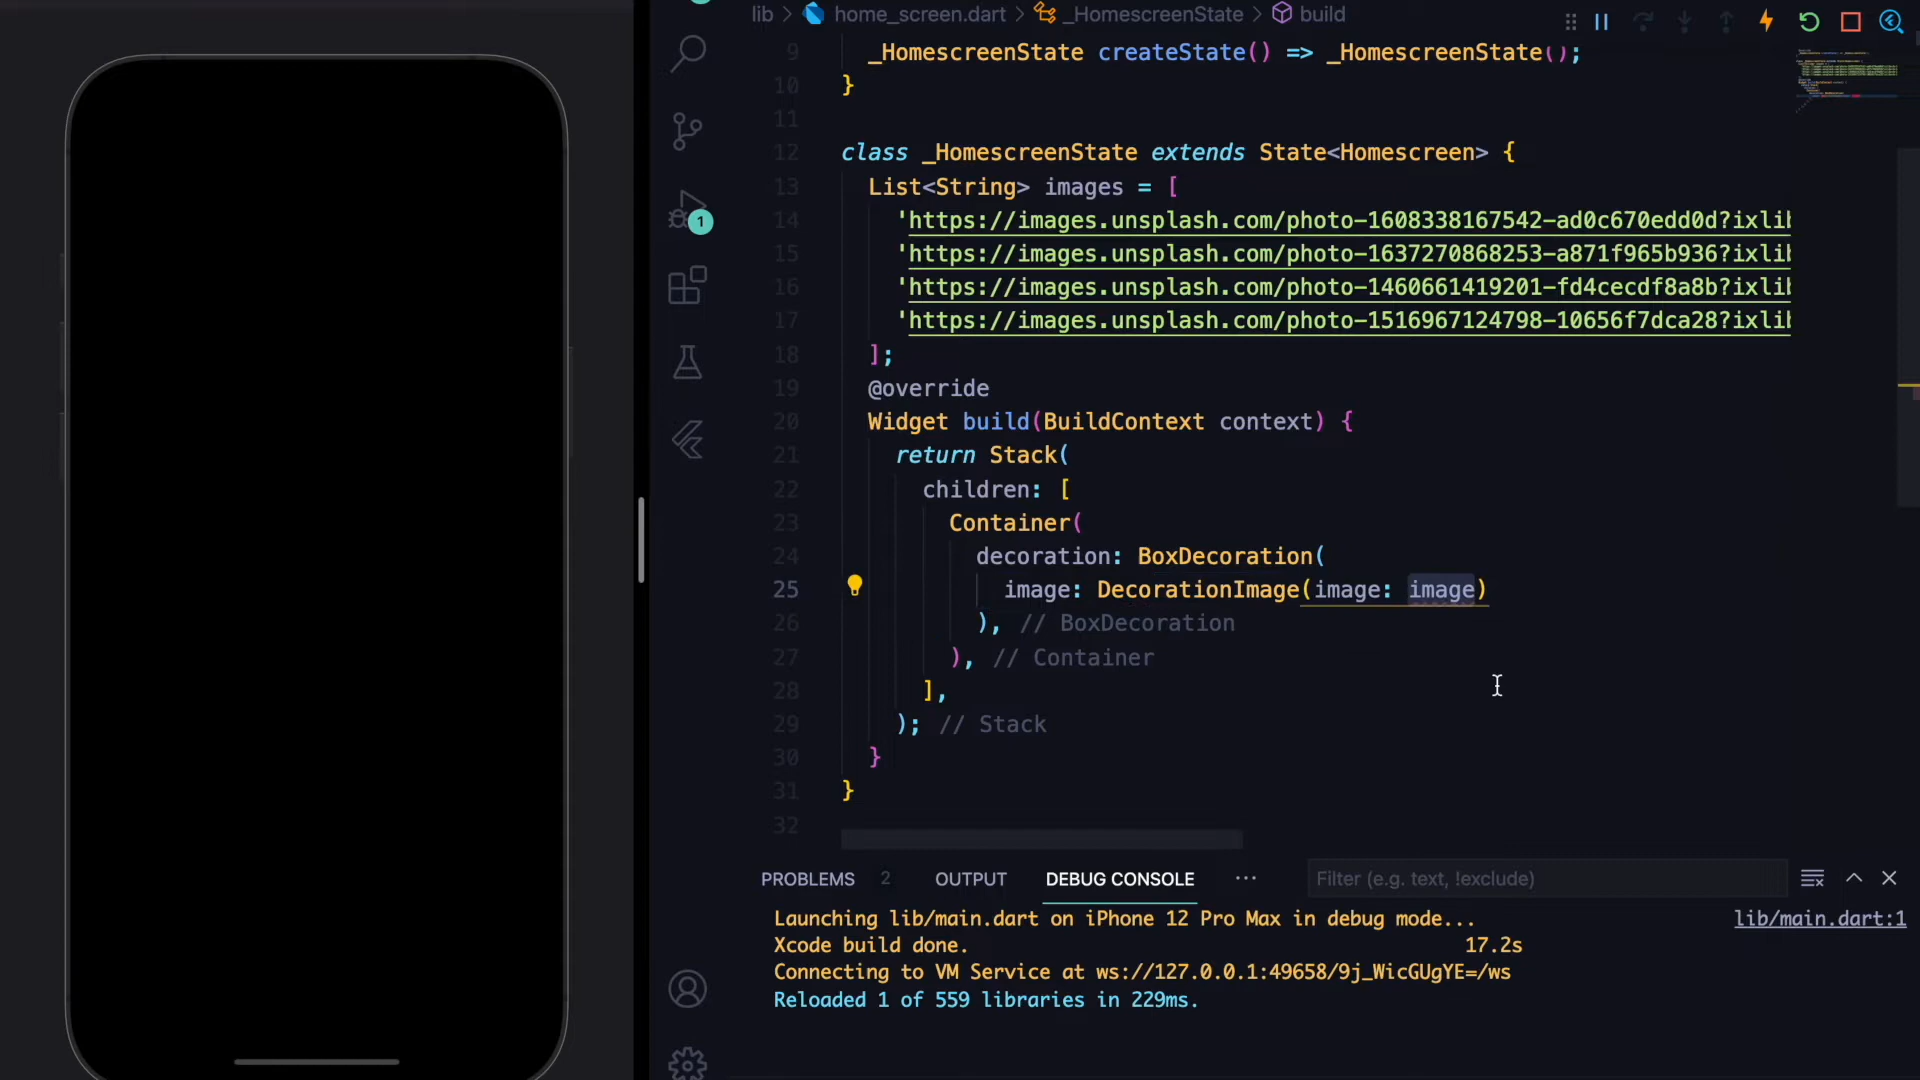 lib > home_screen.dart > _HomescreenState > build
9 _HomescreenState createState() => _HomescreenState();
10 }
11
12 class _HomescreenState extends State<Homescreen> {
13 List<String> images = [
14 'https://images.unsplash.com/photo-1608338167542-ad0c670edd0d?ixlib
15 'https://images.unsplash.com/photo-1637270868253-a871f965b936?ixlib
16 'https://images.unsplash.com/photo-1460661419201-fd4cecdf8a8b?ixlib
17 'https://images.unsplash.com/photo-1516967124798-10656f7dca28?ixlib
18 ];
19 @override
20 Widget build(BuildContext context) {
21 return Stack(
22 children: [
23 Container(
24 decoration: BoxDecoration(
25 image: DecorationImage(image: image)
26 ), // BoxDecoration
27 ), // Container
28 ],
29 ); // Stack
30 }
31 }
32
1
PROBLEMS 2 OUTPUT DEBUG CONSOLE ... Filter (e.g. text, !exclude)
Launching lib/main.dart on iPhone 12 Pro Max in debug mode... lib/main.dart:1
Xcode build done. 17.2s
Connecting to VM Service at ws://127.0.0.1:49658/9j_WicGUgYE=/ws
Reloaded 1 of 559 libraries in 229ms.